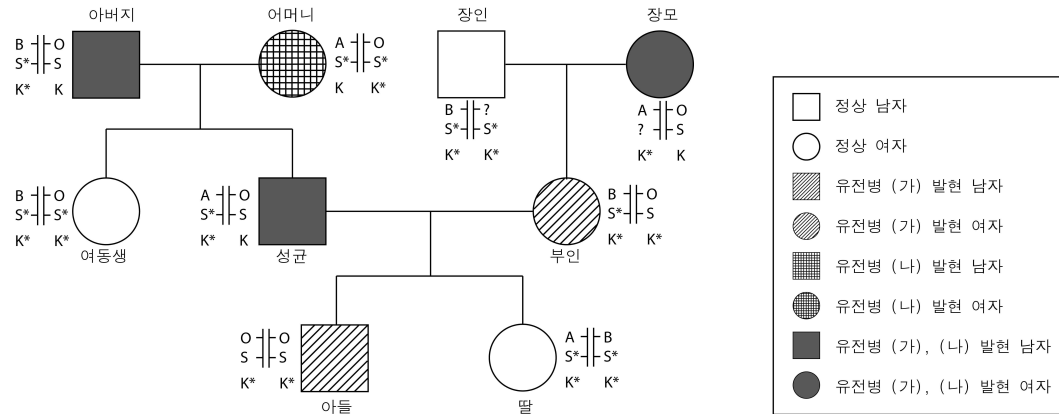 아버지
어머니
장인
장모
B O
S* S
K* K
A O
S* S*
K K*
B ?
S* S*
K* K*
A O
? S
K* K
B O
S* S*
K* K*
여동생
A O
S* S
K* K
성균
B O
S* S
K* K*
부인
O O
S S
K* K*
아들
A B
S* S*
K* K*
딸
정상 남자
정상 여자
유전병 (가) 발현 남자
유전병 (가) 발현 여자
유전병 (나) 발현 남자
유전병 (나) 발현 여자
유전병 (가), (나) 발현 남자
유전병 (가), (나) 발현 여자